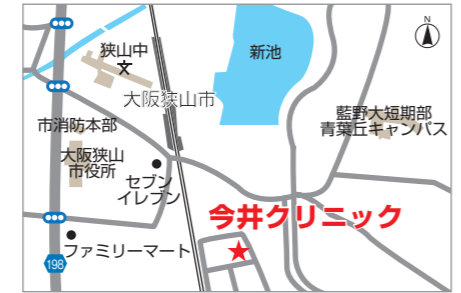 N
狭山中
新池
大阪狭山市
藍野大短期部
青葉丘キャンパス
市消防本部
大阪狭山
市役所
セブン
イレブン
今井クリニック
ファミリーマート
198